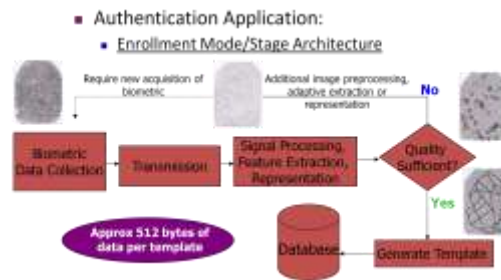 Authentication Application:
Enrollment Mode/Stage Architecture
Require new acquisition of
biometric
Additional image preprocessing,
adaptive extraction or
representation
No
Biometric
Data Collection
Transmission
Signal Processing,
Feature Extraction,
Representation
Quality
Sufficient?
Yes
Approx 512 bytes of
data per template
Database
Generate Template